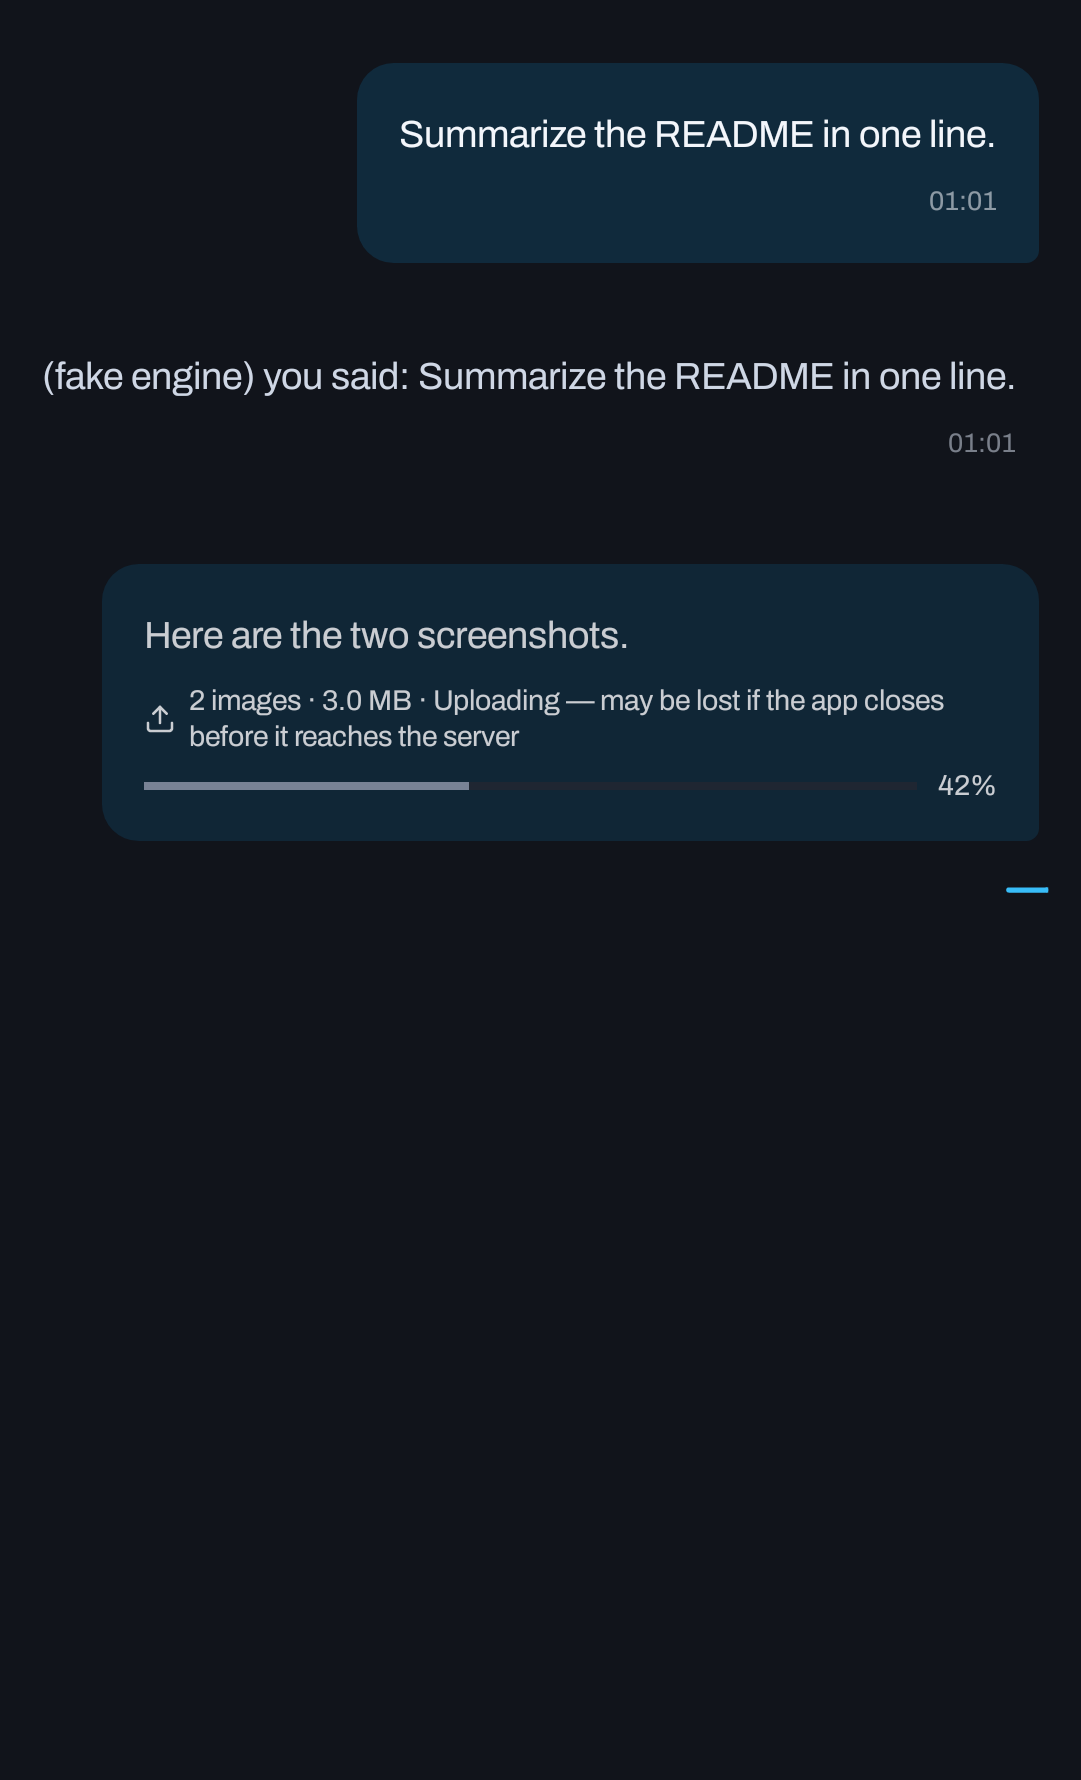 Summarize the README in one line.
01:01
(fake engine) you said: Summarize the README in one line.
01:01
Here are the two screenshots.
2 images · 3.0 MB · Uploading — may be lost if the app closes
before it reaches the server
42%